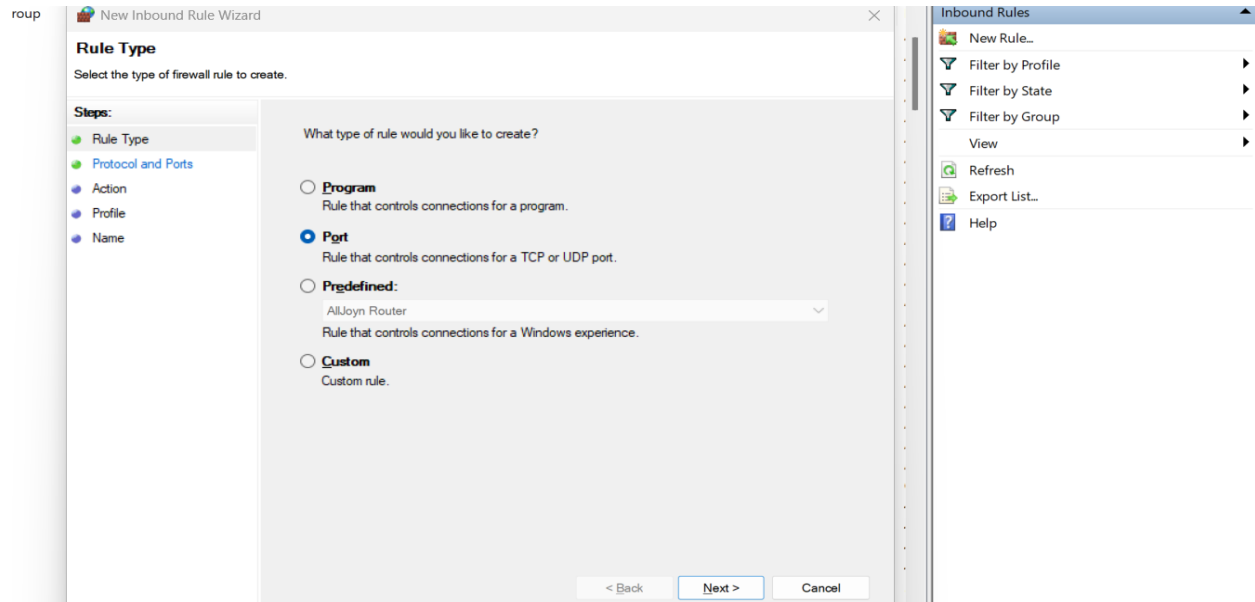 roup
New Inbound Rule Wizard
Rule Type
Select the type of firewall rule to create.
Steps:
Rule Type
Protocol and Ports
Action
Profile
Name
What type of rule would you like to create?
Program
Rule that controls connections for a program.
Port
Rule that controls connections for a TCP or UDP port.
Predefined:
AllJoyn Router
Rule that controls connections for a Windows experience.
Custom
Custom rule.
< Back
Next >
Cancel
Inbound Rules
New Rule...
Filter by Profile
Filter by State
Filter by Group
View
Refresh
Export List...
Help